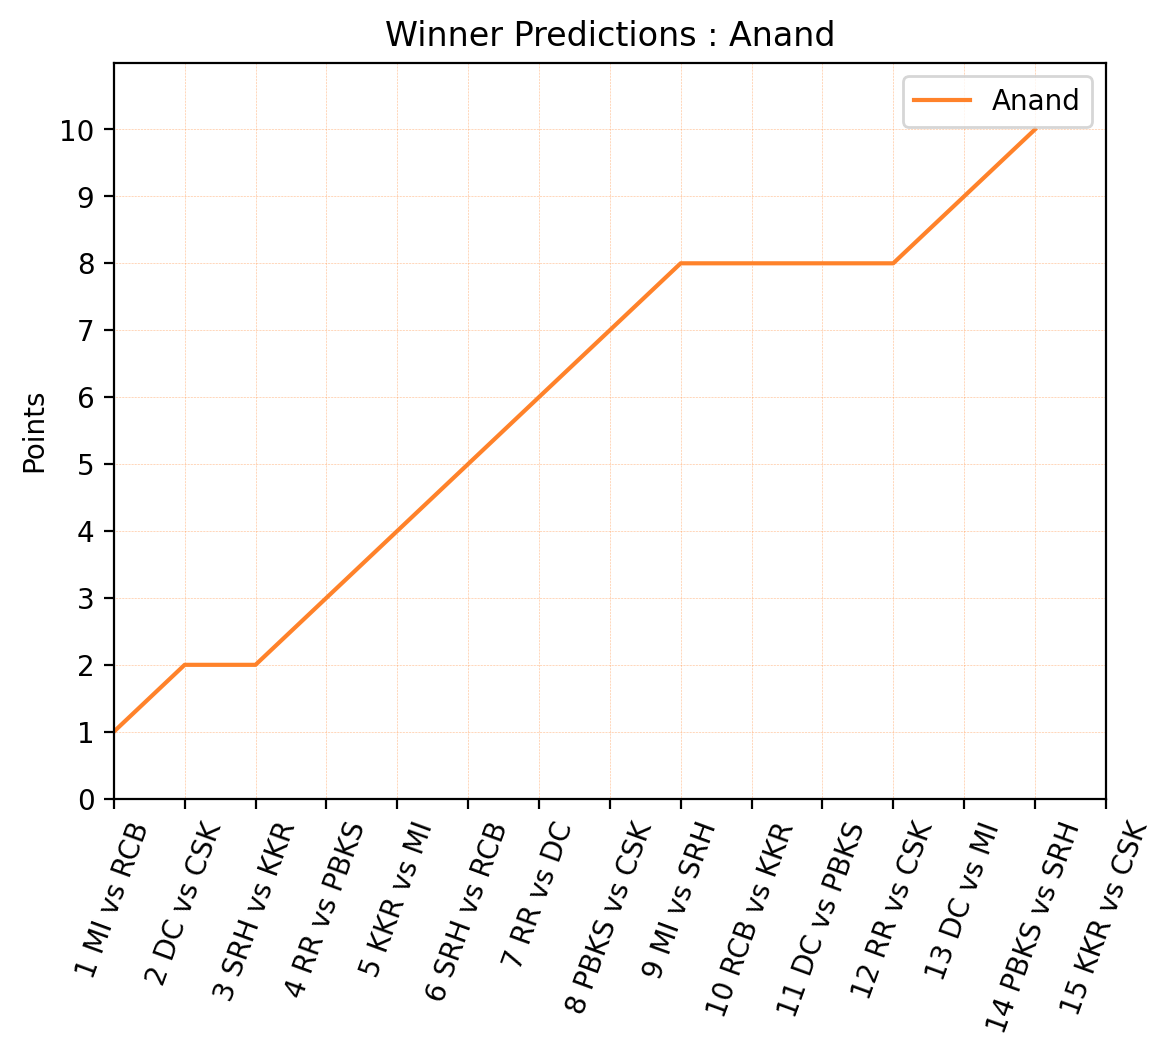 Winner Predictions : Anand
Anand
Points
10
9
8
7
6
5
4
3
2
1
0
1 MI vs RCB
2 DC vs CSK
3 SRH vs KKR
4 RR vs PBKS
5 KKR vs MI
6 SRH vs RCB
7 RR vs DC
8 PBKS vs CSK
9 MI vs SRH
10 RCB vs KKR
11 DC vs PBKS
12 RR vs CSK
13 DC vs MI
14 PBKS vs SRH
15 KKR vs CSK